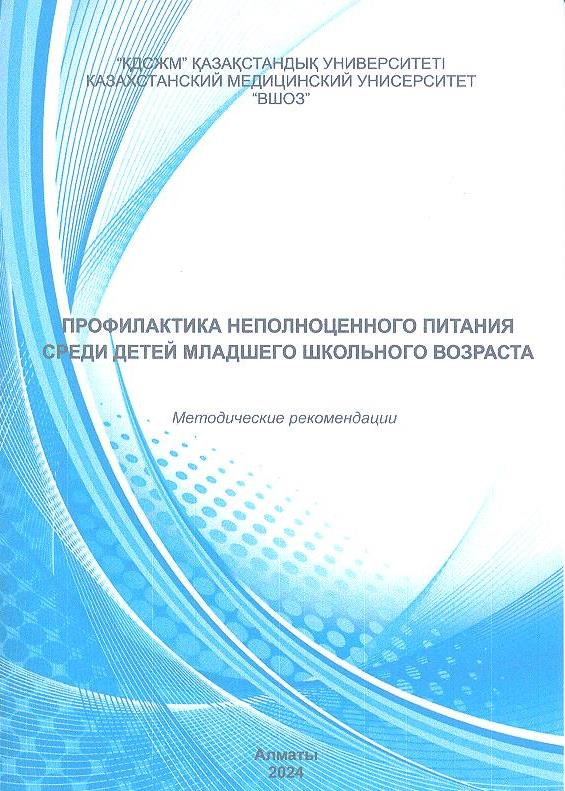 “ҚДСЖМ” ҚАЗАҚСТАНДЫҚ УНИВЕРСИТЕТІ
КАЗАХСТАНСКИЙ МЕДИЦИНСКИЙ УНИСЕРСИТЕТ
“ВШОЗ”
ПРОФИЛАКТИКА НЕПОЛНОЦЕННОГО ПИТАНИЯ
СРЕДИ ДЕТЕЙ МЛАДШЕГО ШКОЛЬНОГО ВОЗРАСТА
Методические рекомендации
Алматы
2024